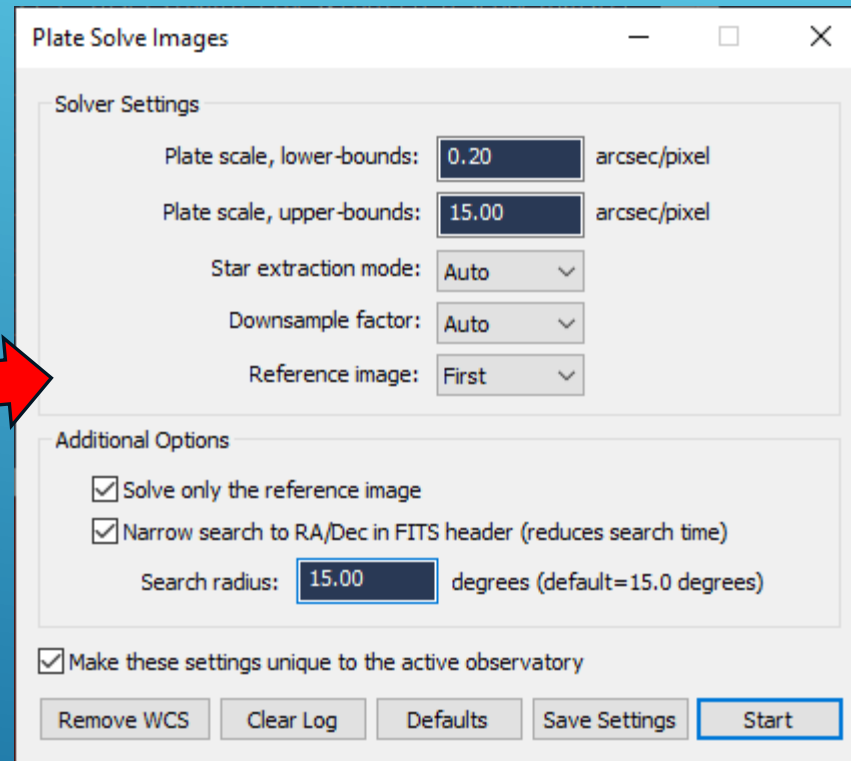 Plate Solve Images
Solver Settings
Plate scale, lower-bounds: 0.20 arcsec/pixel
Plate scale, upper-bounds: 15.00 arcsec/pixel
Star extraction mode: Auto
Downsample factor: Auto
Reference image: First
Additional Options
Solve only the reference image
Narrow search to RA/Dec in FITS header (reduces search time)
Search radius: 15.00 degrees (default=15.0 degrees)
Make these settings unique to the active observatory
Remove WCS Clear Log Defaults Save Settings Start